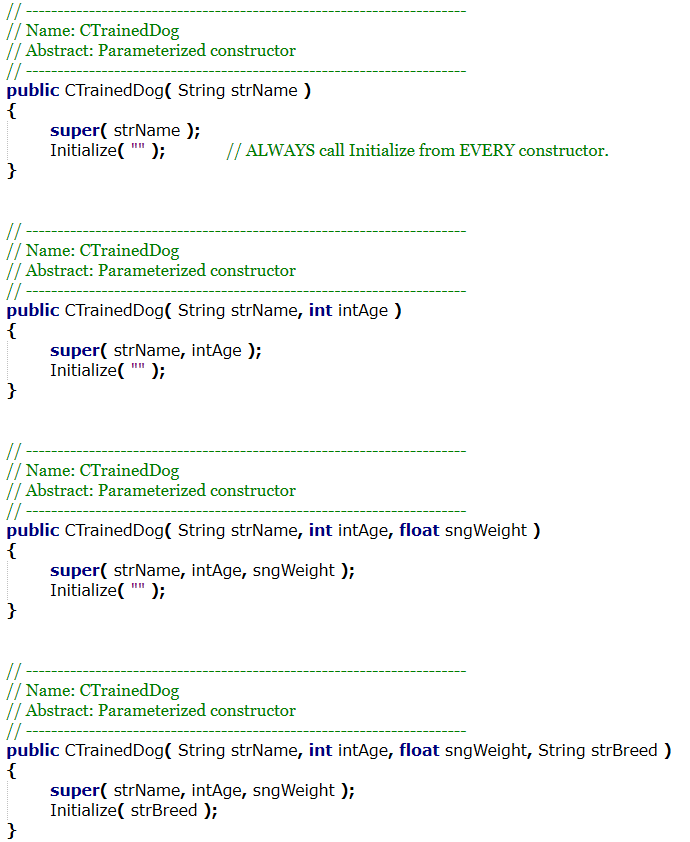 // ----------------------------------------------------------------------
// Name: CTrainedDog
// Abstract: Parameterized constructor
// ----------------------------------------------------------------------
public CTrainedDog( String strName )
{
super( strName );
Initialize( "" ); // ALWAYS call Initialize from EVERY constructor.
}
// ----------------------------------------------------------------------
// Name: CTrainedDog
// Abstract: Parameterized constructor
// ----------------------------------------------------------------------
public CTrainedDog( String strName, int intAge )
{
super( strName, intAge );
Initialize( "" );
}
// ----------------------------------------------------------------------
// Name: CTrainedDog
// Abstract: Parameterized constructor
// ----------------------------------------------------------------------
public CTrainedDog( String strName, int intAge, float sngWeight )
{
super( strName, intAge, sngWeight );
Initialize( "" );
}
// ----------------------------------------------------------------------
// Name: CTrainedDog
// Abstract: Parameterized constructor
// ----------------------------------------------------------------------
public CTrainedDog( String strName, int intAge, float sngWeight, String strBreed )
{
super( strName, intAge, sngWeight );
Initialize( strBreed );
}